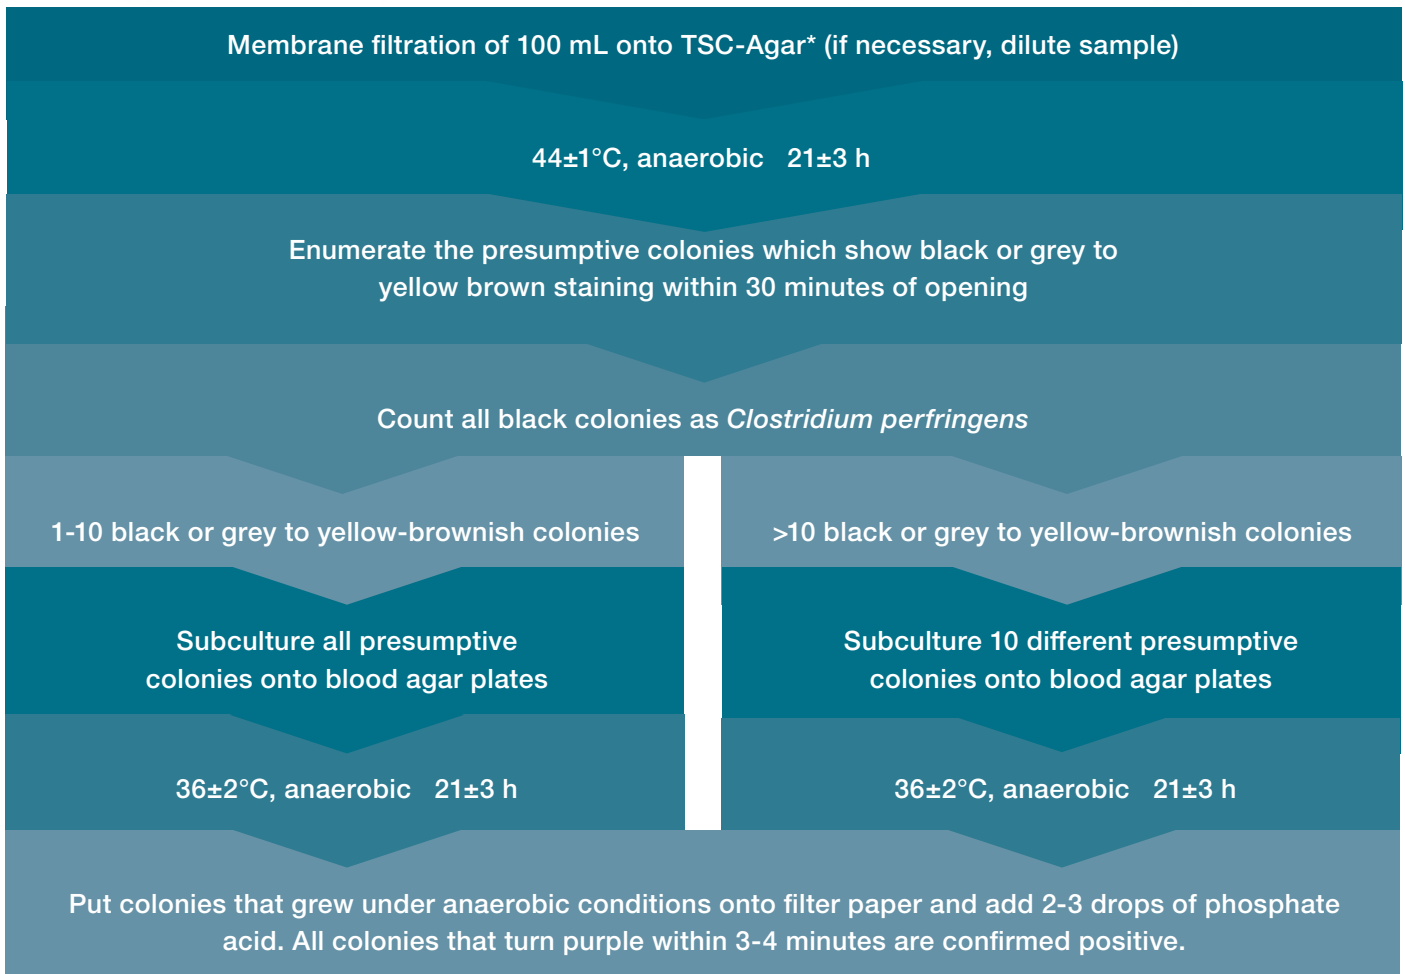 Membrane filtration of 100 mL onto TSC-Agar* (if necessary, dilute sample)
44±1°C, anaerobic 21±3 h
Enumerate the presumptive colonies which show black or grey to
yellow brown staining within 30 minutes of opening
Count all black colonies as Clostridium perfringens
1-10 black or grey to yellow-brownish colonies
>10 black or grey to yellow-brownish colonies
Subculture all presumptive
colonies onto blood agar plates
Subculture 10 different presumptive
colonies onto blood agar plates
36±2°C, anaerobic 21±3 h
36±2°C, anaerobic 21±3 h
Put colonies that grew under anaerobic conditions onto filter paper and add 2-3 drops of phosphate
acid. All colonies that turn purple within 3-4 minutes are confirmed positive.